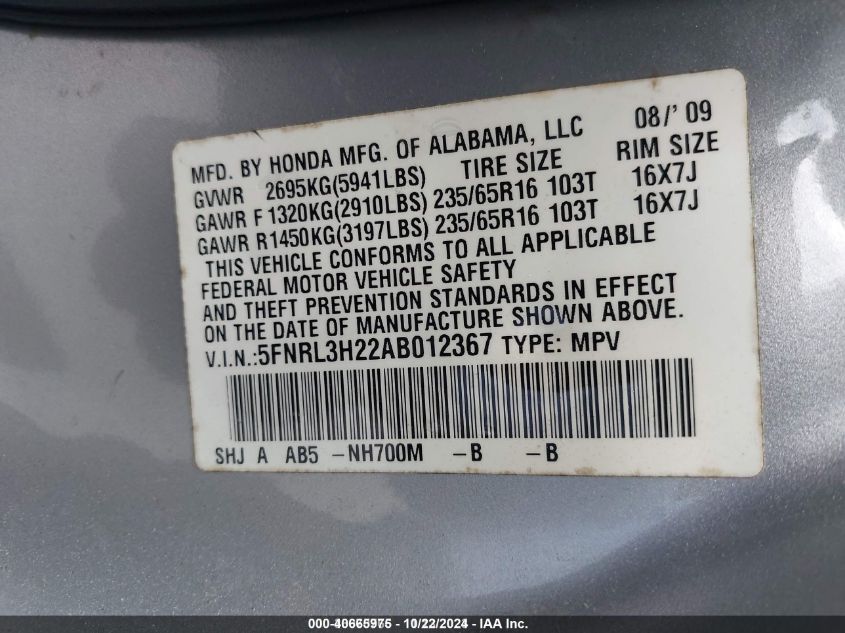 MFD. BY HONDA MFG. OF ALABAMA, LLC 08/'09
GVWR 2695KG(5941LBS) TIRE SIZE RIM SIZE
GAWR F 1320KG(2910LBS) 235/65R16 103T 16X7J
GAWR R1450KG(3197LBS) 235/65R16 103T 16X7J
THIS VEHICLE CONFORMS TO ALL APPLICABLE
FEDERAL MOTOR VEHICLE SAFETY
AND THEFT PREVENTION STANDARDS IN EFFECT
ON THE DATE OF MANUFACTURE SHOWN ABOVE.
V.I.N.:5FNRL3H22AB012367 TYPE: MPV
SHJ A AB5 -NH700M -B -B
000-40665975 - 10/22/2024 - IAA Inc.